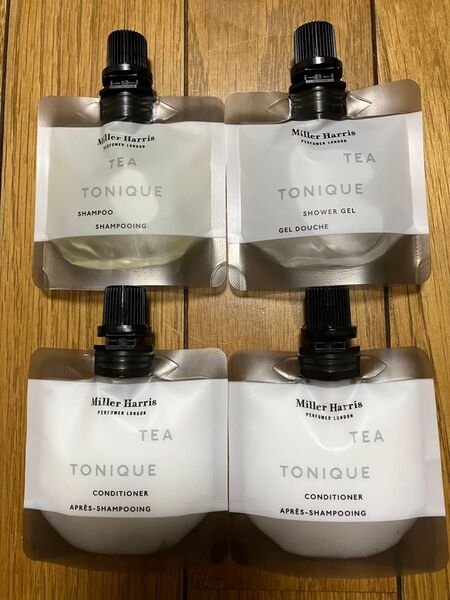 Miller Harris
PERFUMER LONDON
TEA
TONIQUE
SHAMPOO
SHAMPOOING
Miller Harris
PERFUMER LONDON
TEA
TONIQUE
SHOWER GEL
GEL DOUCHE
Miller Harris
PERFUMER LONDON
TEA
TONIQUE
CONDITIONER
APRÈS-SHAMPOOING
Miller Harris
PERFUMER LONDON
TEA
TONIQUE
CONDITIONER
APRÈS-SHAMPOOING